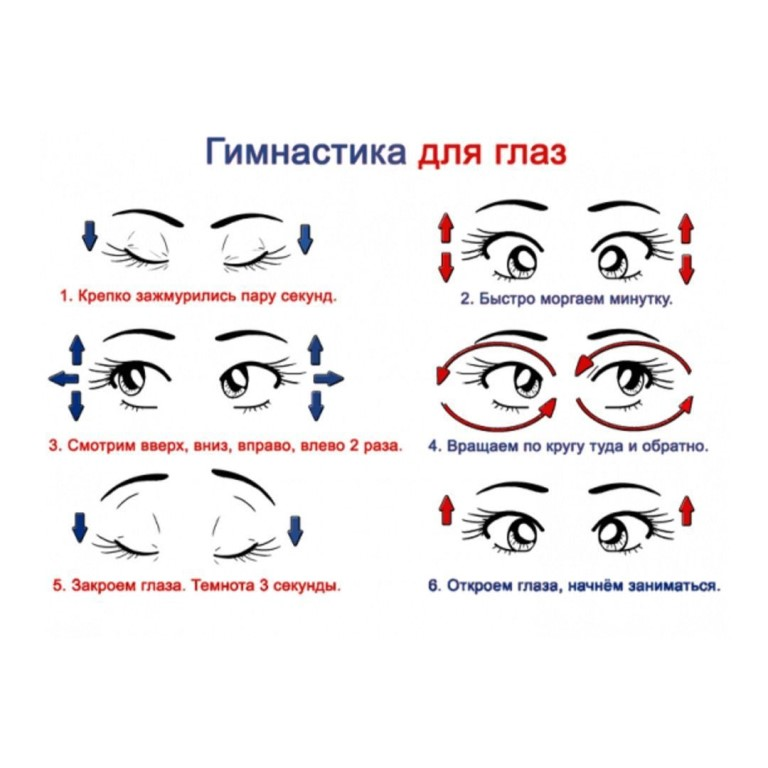 Гимнастика для глаз
1. Крепко зажмурились пару секунд.
2. Быстро моргаем минутку.
3. Смотрим вверх, вниз, вправо, влево 2 раза.
4. Вращаем по кругу туда и обратно.
5. Закроем глаза. Темнота 3 секунды.
6. Откроем глаза, начнём заниматься.